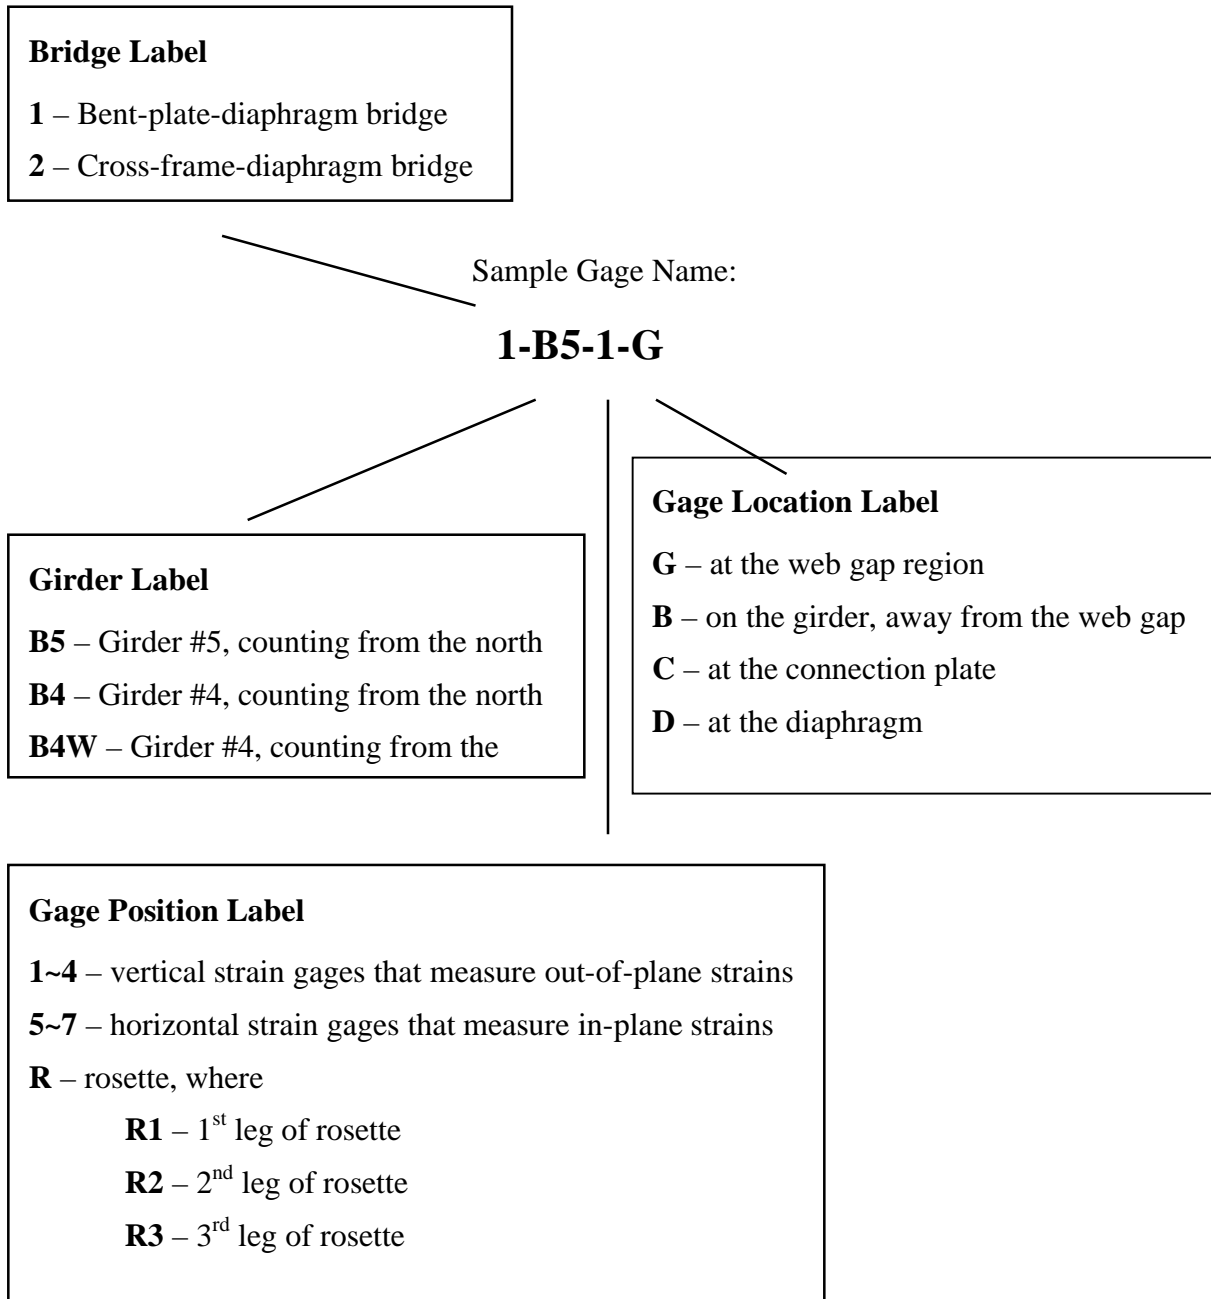 Bridge Label
1 – Bent-plate-diaphragm bridge
2 – Cross-frame-diaphragm bridge
Sample Gage Name:
1-B5-1-G
Girder Label
B5 – Girder #5, counting from the north
B4 – Girder #4, counting from the north
B4W – Girder #4, counting from the
Gage Location Label
G – at the web gap region
B – on the girder, away from the web gap
C – at the connection plate
D – at the diaphragm
Gage Position Label
1~4 – vertical strain gages that measure out-of-plane strains
5~7 – horizontal strain gages that measure in-plane strains
R – rosette, where
R1 – 1st leg of rosette
R2 – 2nd leg of rosette
R3 – 3rd leg of rosette